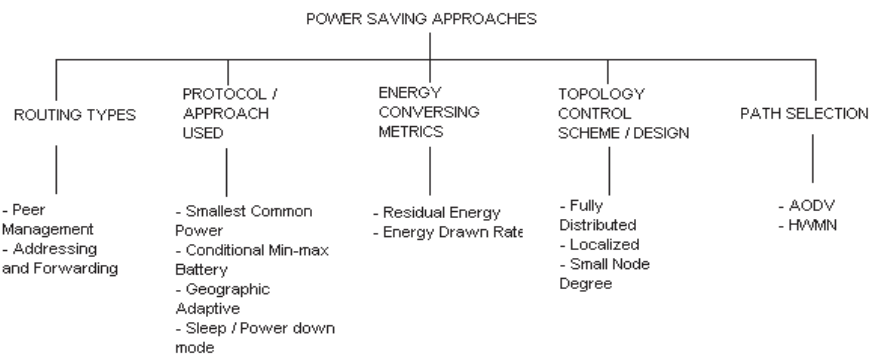 POWER SAVING APPROACHES
ROUTING TYPES
PROTOCOL /
APPROACH
USED
ENERGY
CONVERSING
METRICS
TOPOLOGY
CONTROL
SCHEME / DESIGN
PATH SELECTION
- Peer
Management
- Addressing
and Forwarding
- Smallest Common
Power
- Conditional Min-max
Battery
- Geographic
Adaptive
- Sleep / Power down
mode
- Residual Energy
- Energy Drawn Rate
- Fully
Distributed
- Localized
- Small Node
Degree
- AODV
- HWMN